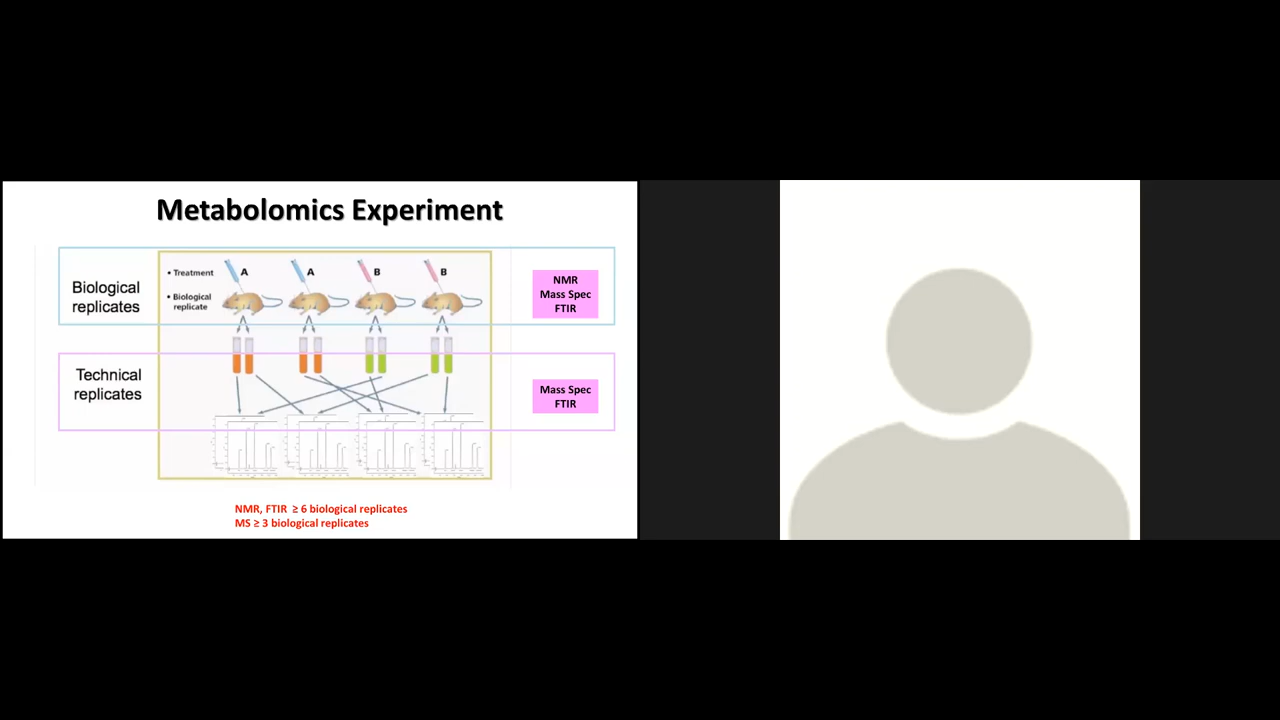 Metabolomics Experiment
Biological
replicates
• Treatment
A
A
B
B
• Biological
replicate
NMR
Mass Spec
FTIR
Technical
replicates
Mass Spec
FTIR
NMR, FTIR ≥ 6 biological replicates
MS ≥ 3 biological replicates